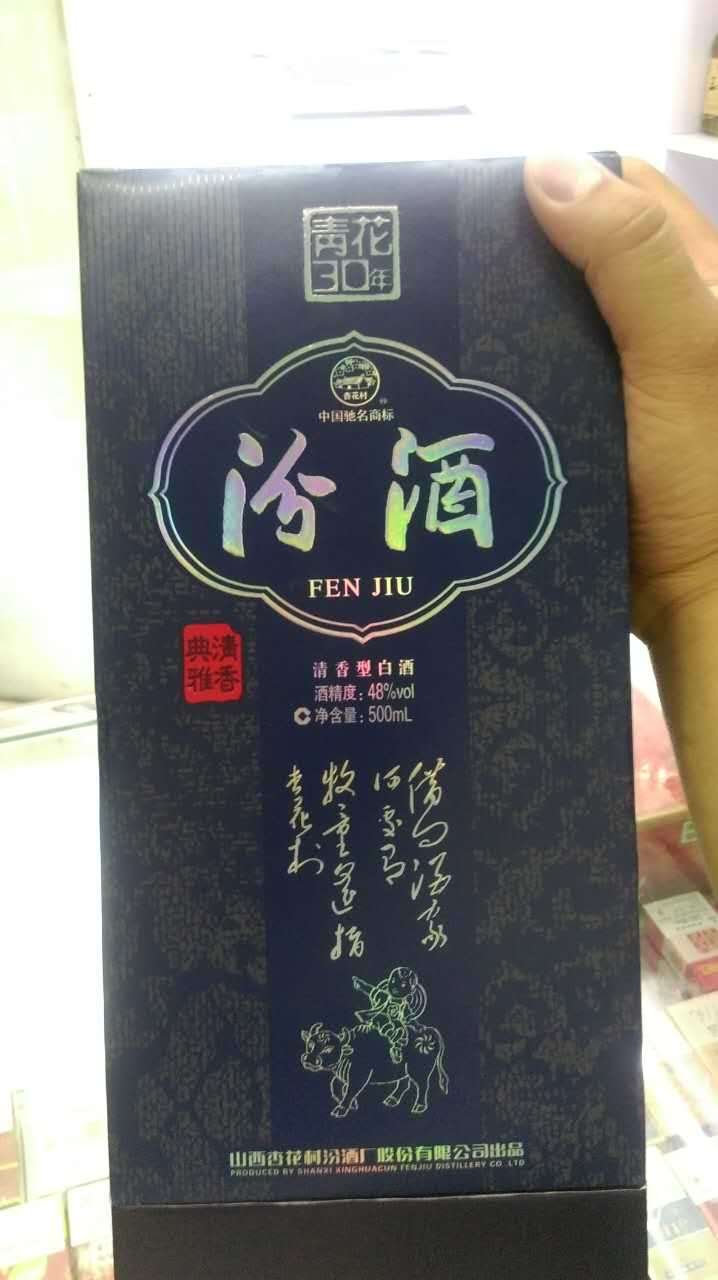 青花
30年
杏花村
中国驰名商标
汾酒
FEN JIU
清香
典雅
清香型白酒
酒精度：48%vol
净含量：500mL
借问酒家
何处有
牧童遥指
杏花村
山西杏花村汾酒厂股份有限公司出品
PRODUCED BY SHANXI XINGHUACUN FENJIU DISTILLERY CO.,LTD